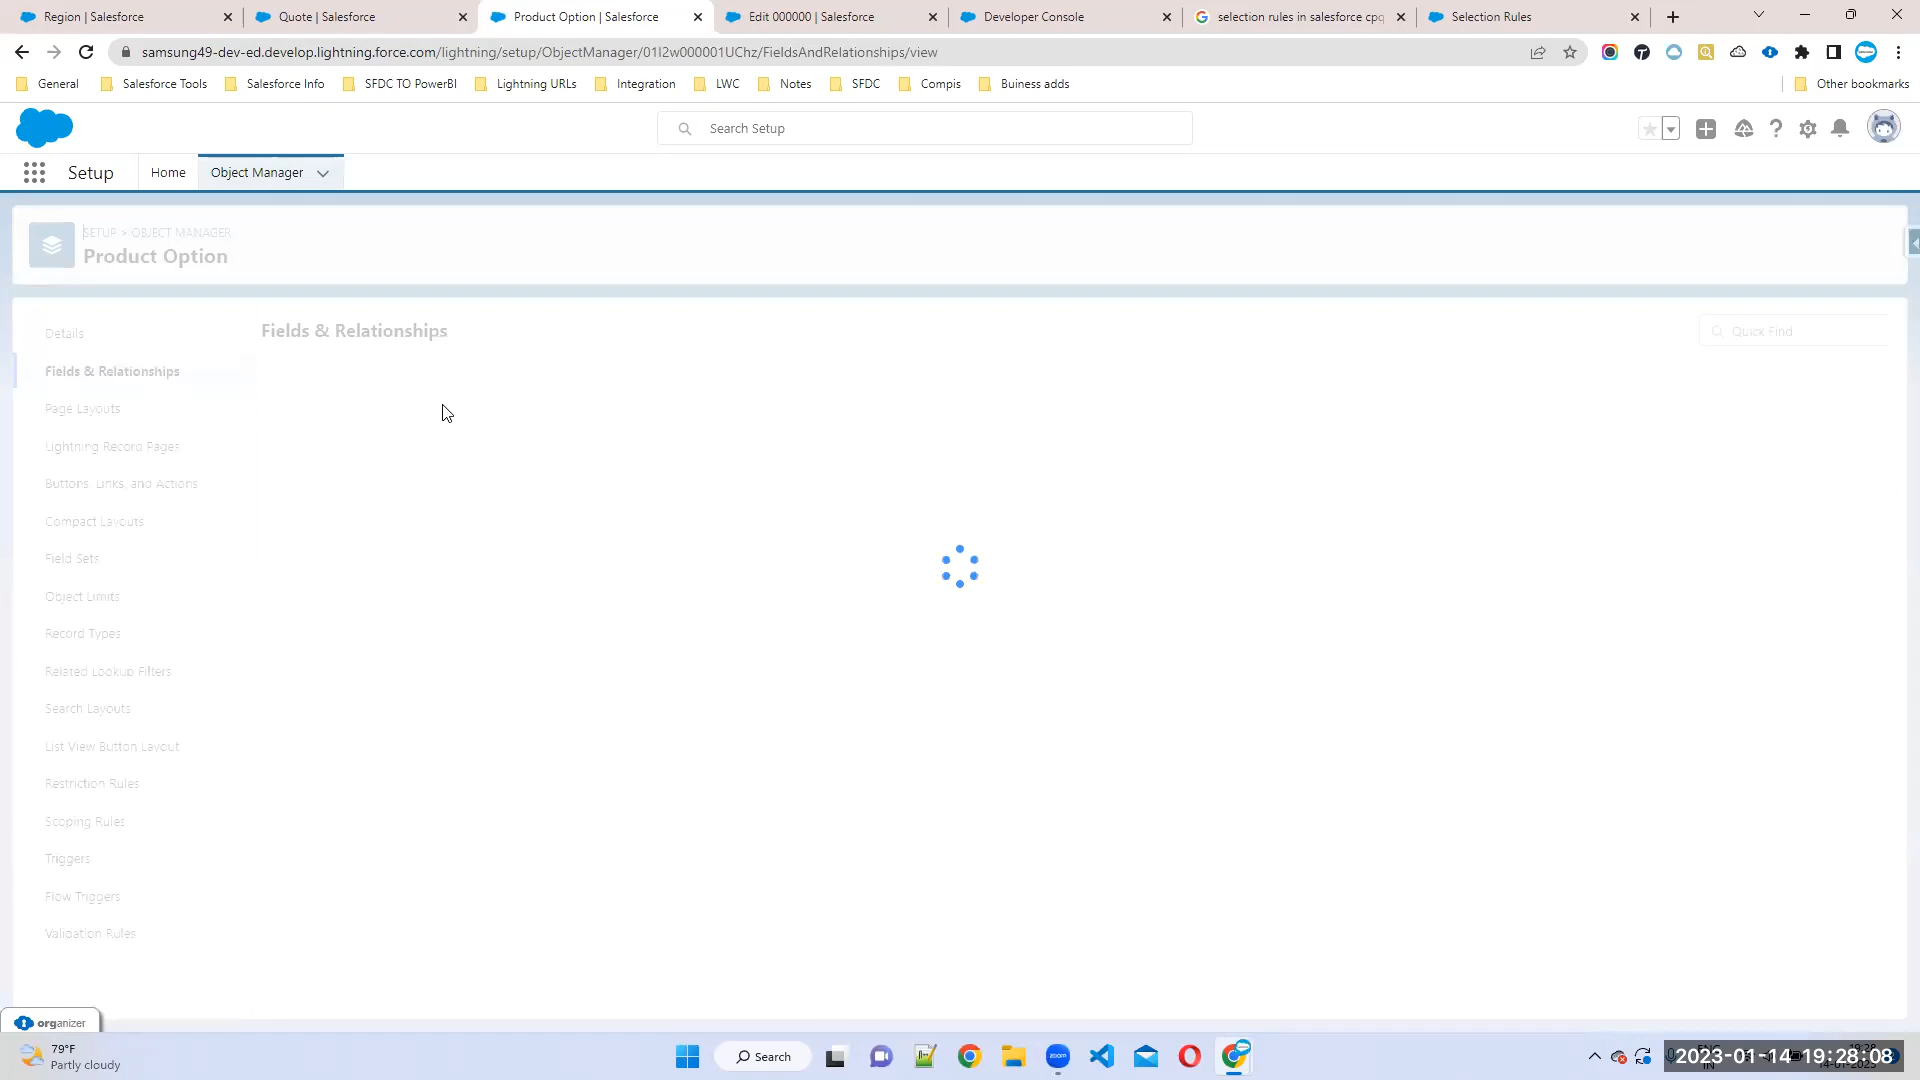 Region | Salesforce
Quote | Salesforce
Product Option | Salesforce
Edit 000000 | Salesforce
Developer Console
selection rules in salesforce cpq
Selection Rules
samsung49-dev-ed.develop.lightning.force.com/lightning/setup/ObjectManager/01I2w000001UChz/FieldsAndRelationships/view
General
Salesforce Tools
Salesforce Info
SFDC TO PowerBI
Lightning URLs
Integration
LWC
Notes
SFDC
Compis
Buiness adds
Other bookmarks
Search Setup
Setup
Home
Object Manager
SETUP > OBJECT MANAGER
Product Option
Details
Fields & Relationships
Page Layouts
Lightning Record Pages
Buttons, Links, and Actions
Compact Layouts
Field Sets
Object Limits
Record Types
Related Lookup Filters
Search Layouts
List View Button Layout
Restriction Rules
Scoping Rules
Triggers
Flow Triggers
Validation Rules
Fields & Relationships
Quick Find
organizer
79°F
Partly cloudy
Search
zoom
2023-01-14-19:28:08